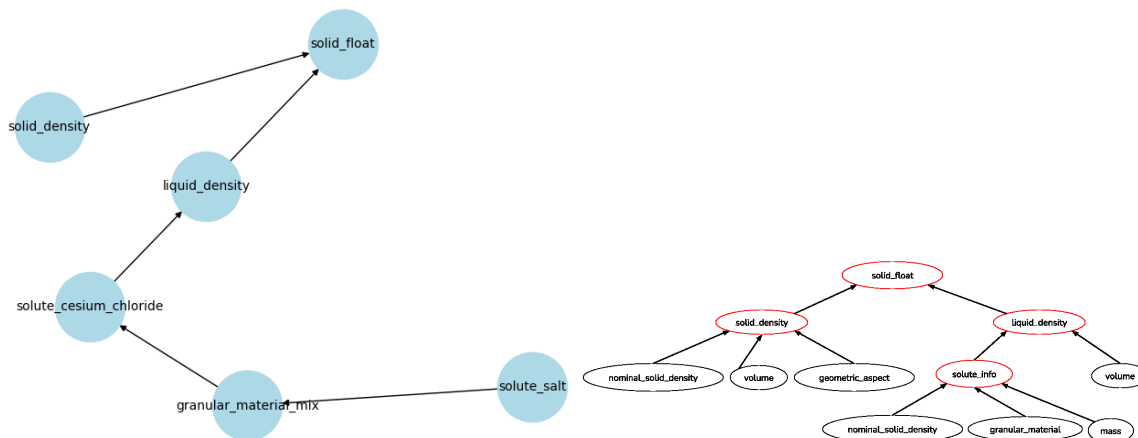 solid_float
solid_density
liquid_density
solute_cesium_chloride
granular_material_mix
solute_salt
solid_float
solid_density
liquid_density
nominal_solid_density
volume
geometric_aspect
solute_info
volume
nominal_solid_density
granular_material
mass